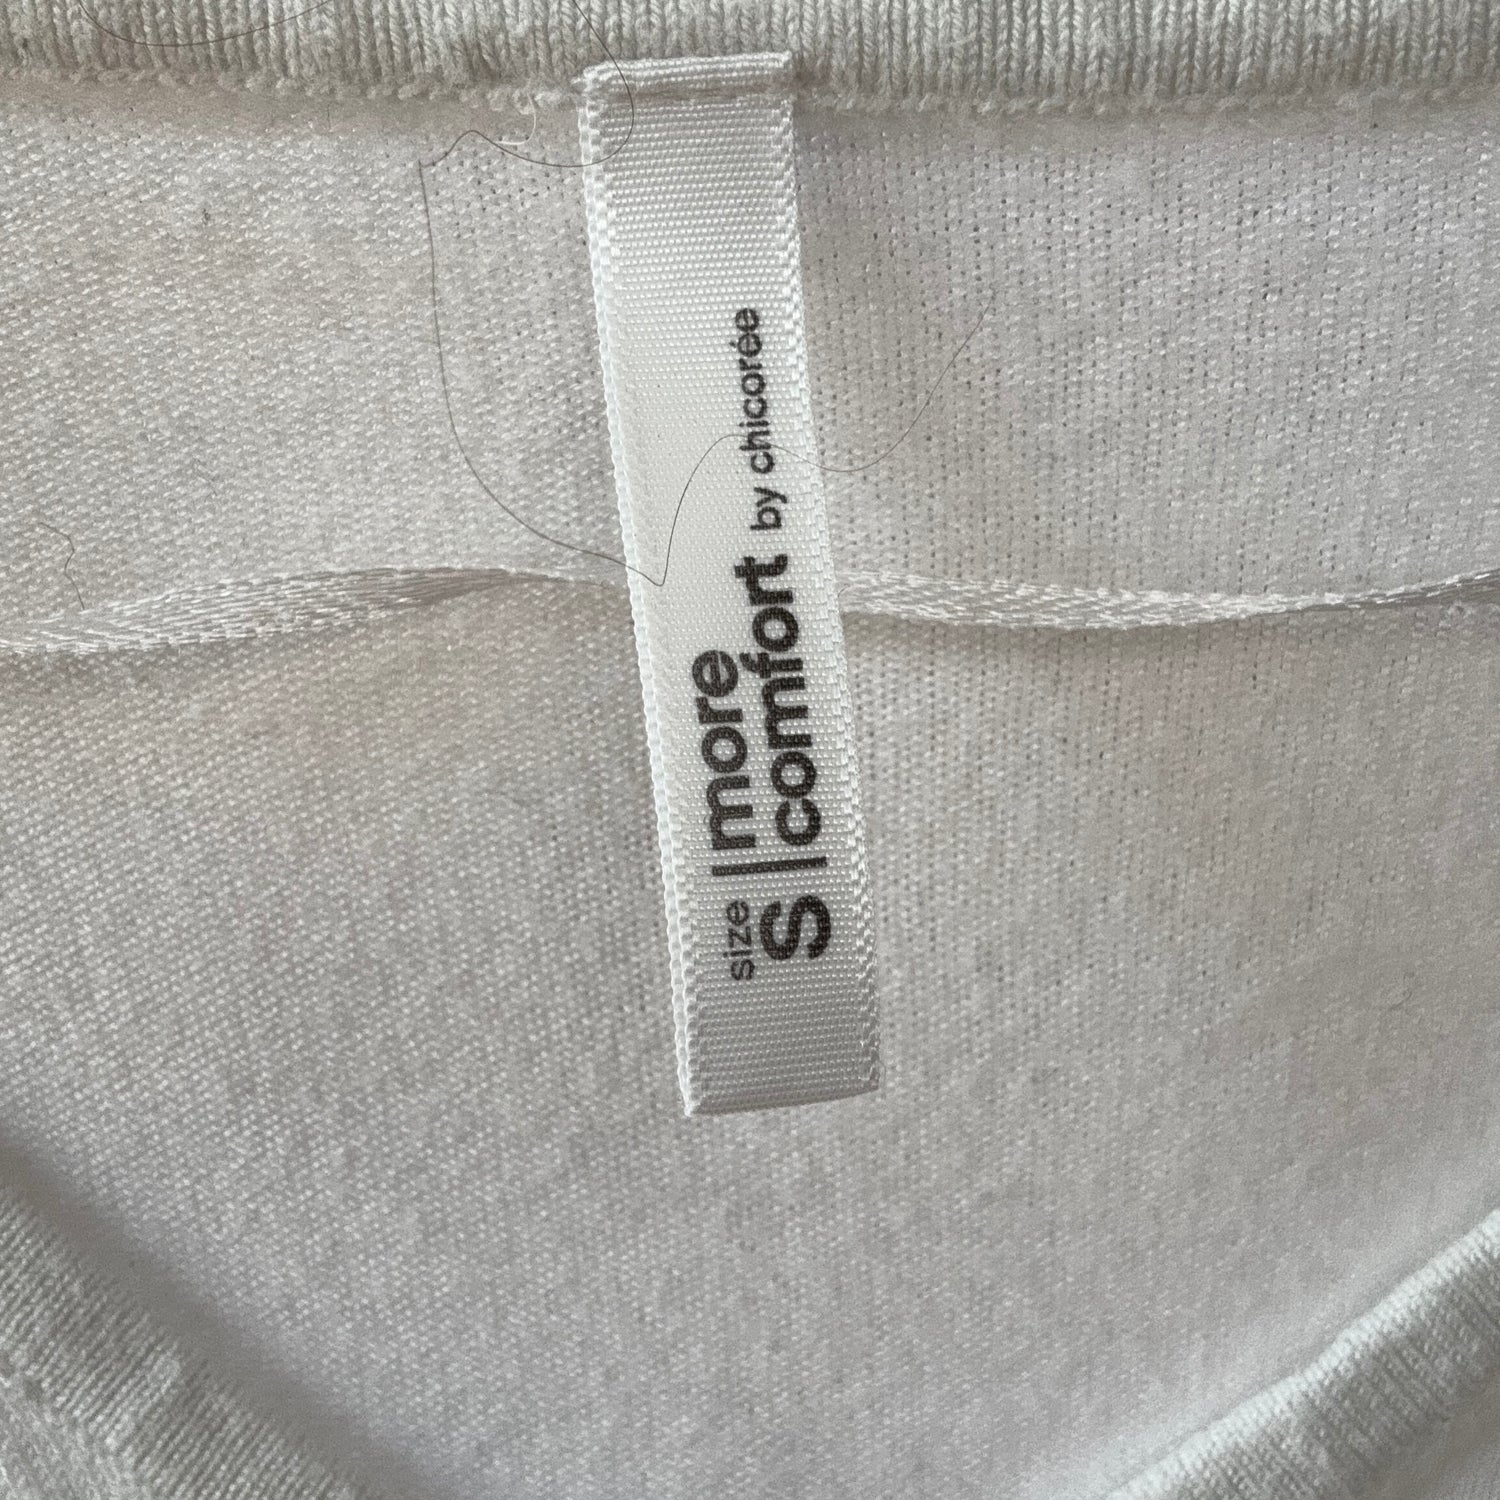 size | more
S | comfort by chicorée